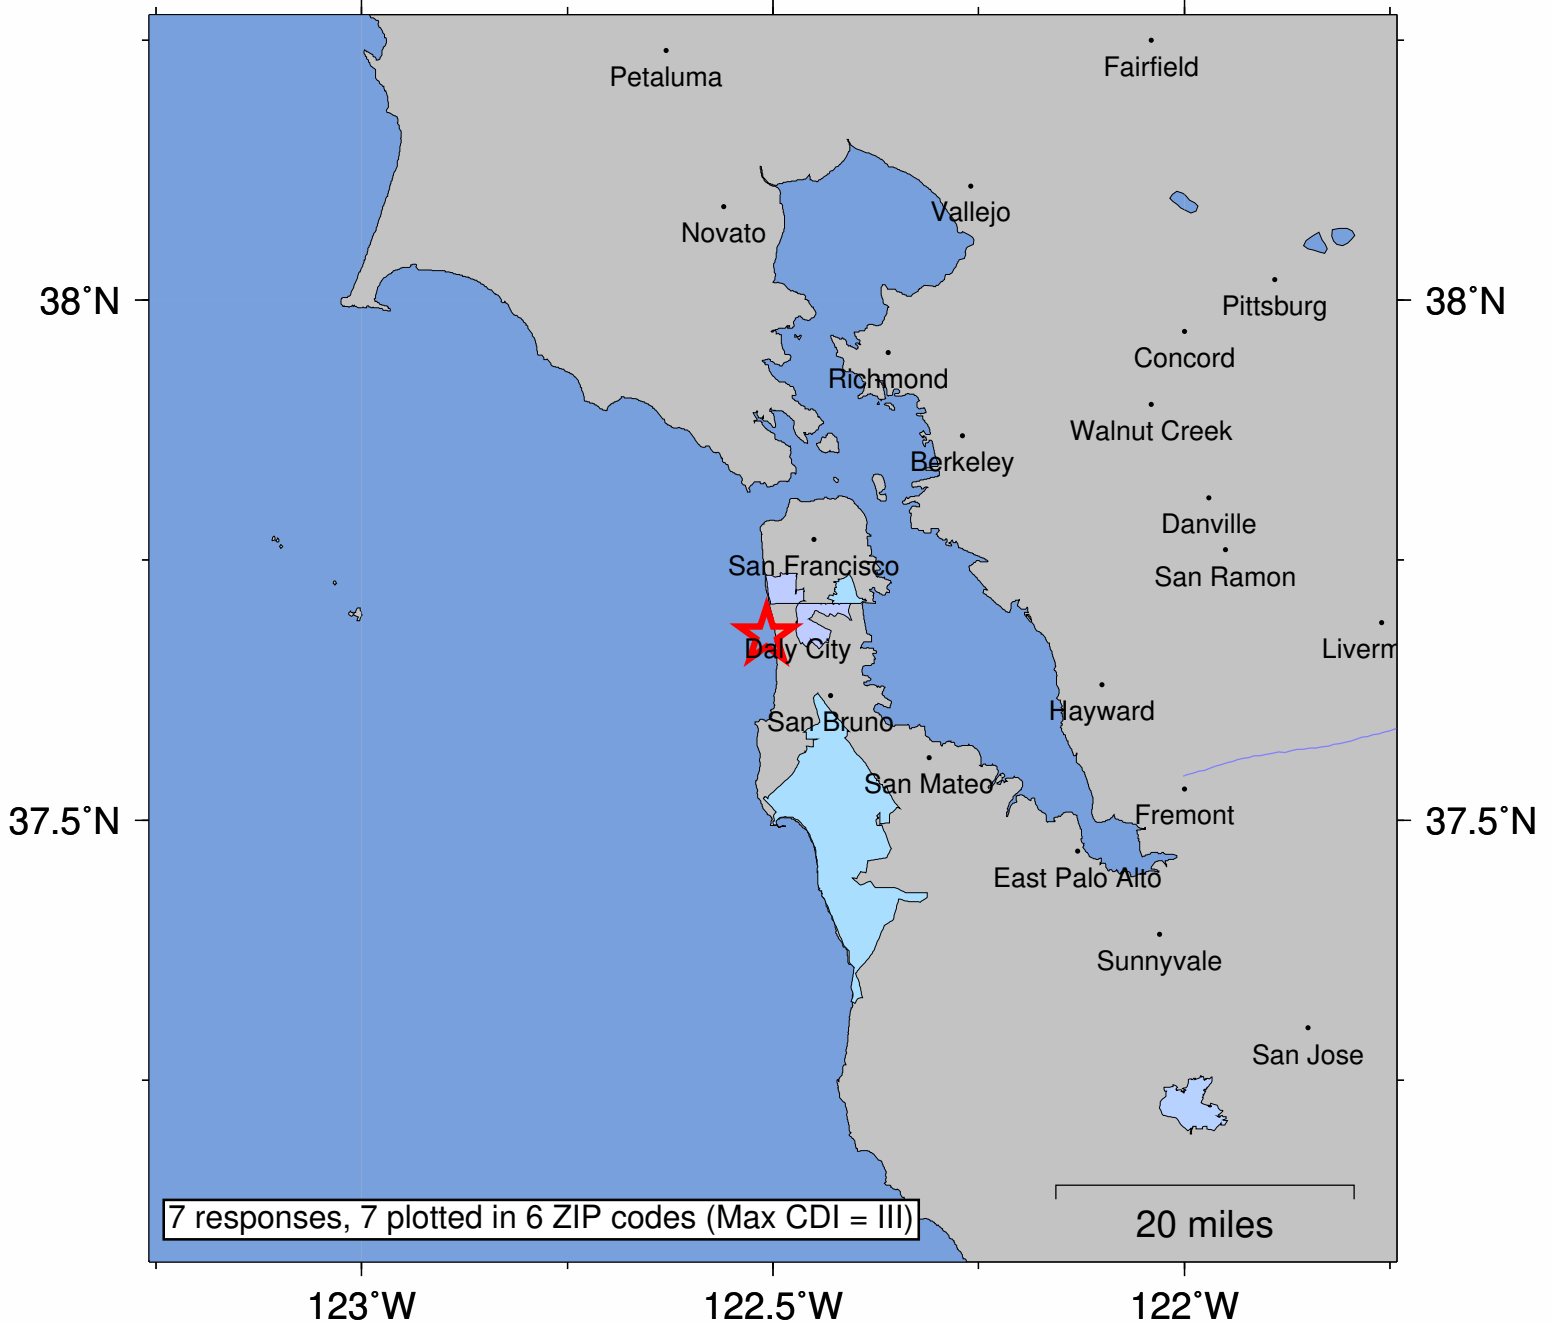 Petaluma
Fairfield
Novato
Vallejo
38°N
38°N
Pittsburg
Concord
Richmond
Walnut Creek
Berkeley
Danville
San Francisco
San Ramon
Daly City
Liverm
San Bruno
Hayward
San Mateo
37.5°N
Fremont
37.5°N
East Palo Alto
Sunnyvale
San Jose
7 responses, 7 plotted in 6 ZIP codes (Max CDI = III)
20 miles
123°W
122.5°W
122°W